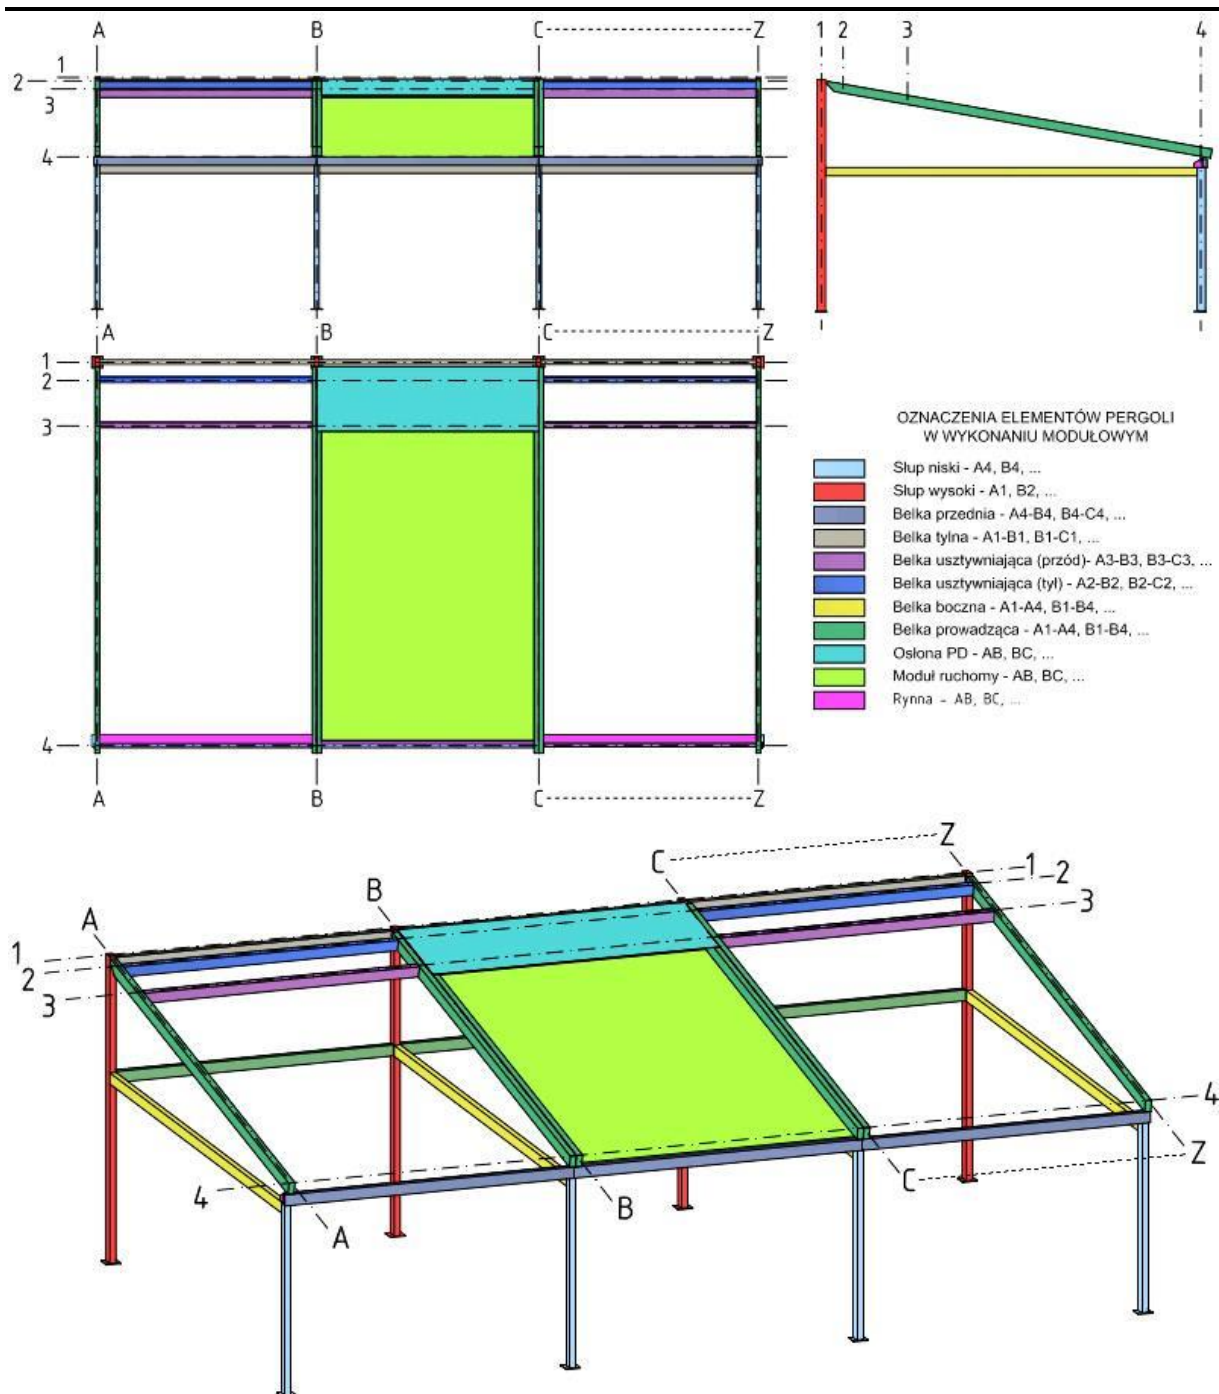 A B C Z
1
2
3
4
1 2 3 4
A B C Z
1
2
3
4
A B C Z
OZNACZENIA ELEMENTÓW PERGOLI
W WYKONANIU MODUŁOWYM
Słup niski - A4, B4, ...
Słup wysoki - A1, B2, ...
Belka przednia - A4-B4, B4-C4, ...
Belka tylna - A1-B1, B1-C1, ...
Belka usztywniająca (przód)- A3-B3, B3-C3, ...
Belka usztywniająca (tył) - A2-B2, B2-C2, ...
Belka boczna - A1-A4, B1-B4, ...
Belka prowadząca - A1-A4, B1-B4, ...
Osłona PD - AB, BC, ...
Moduł ruchomy - AB, BC, ...
Rynna - AB, BC, ...
A B C Z
1
2
3
1
2
3
4
4
A B C Z